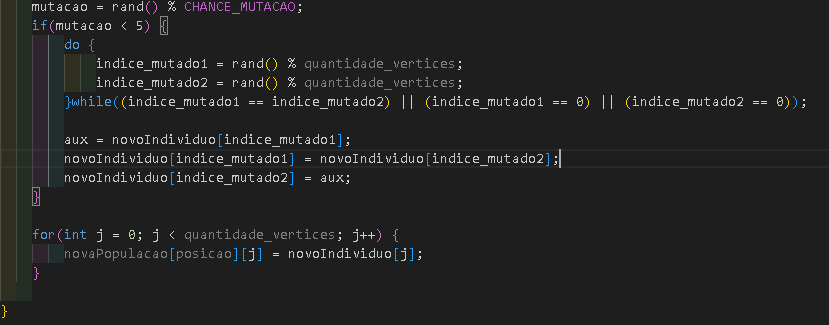 mutacao = rand() % CHANCE_MUTACAO;
if(mutacao < 5) {
do {
indice_mutado1 = rand() % quantidade_vertices;
indice_mutado2 = rand() % quantidade_vertices;
}while((indice_mutado1 == indice_mutado2) || (indice_mutado1 == 0) || (indice_mutado2 == 0));
aux = novoIndividuo[indice_mutado1];
novoIndividuo[indice_mutado1] = novoIndividuo[indice_mutado2];
novoIndividuo[indice_mutado2] = aux;
}
for(int j = 0; j < quantidade_vertices; j++) {
novaPopulacao[posicao][j] = novoIndividuo[j];
}
}